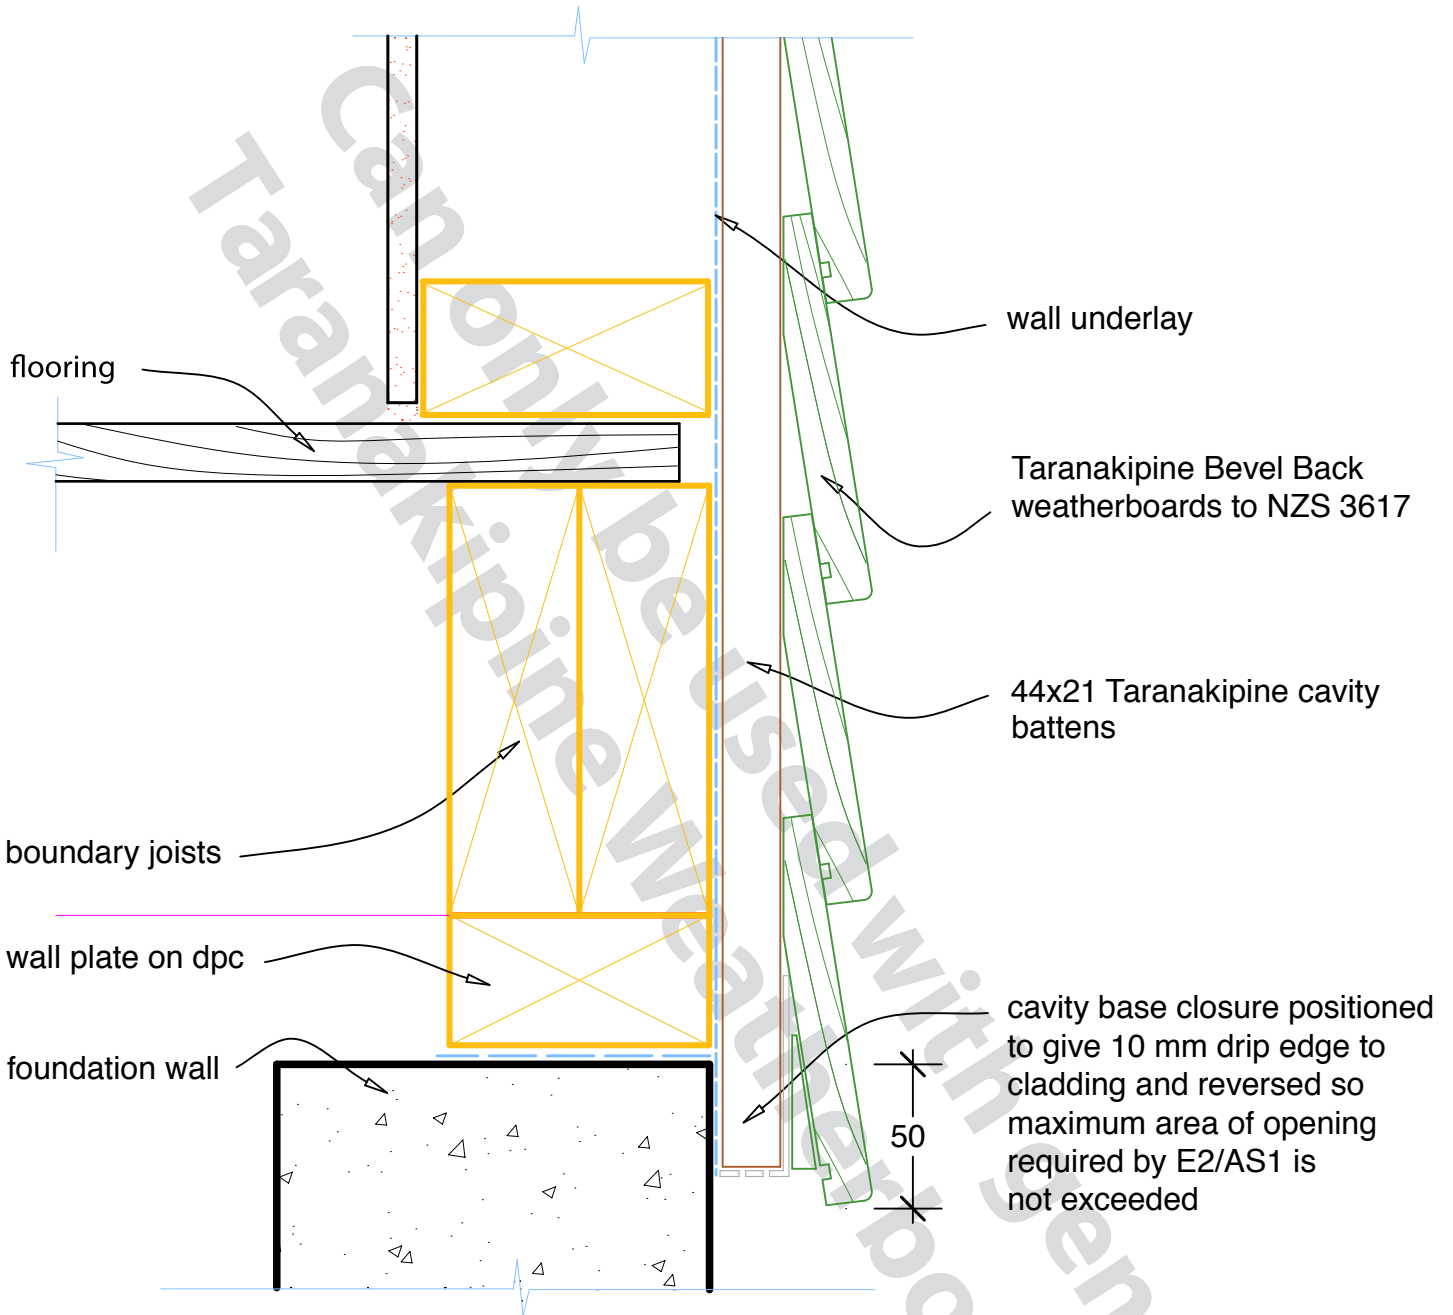 Can only be used with gen
Taranakipine Weatherbo
wall underlay
flooring
Taranakipine Bevel Back
weatherboards to NZS 3617
44x21 Taranakipine cavity
battens
boundary joists
wall plate on dpc
foundation wall
cavity base closure positioned
to give 10 mm drip edge to
cladding and reversed so
maximum area of opening
required by E2/AS1 is
not exceeded
50